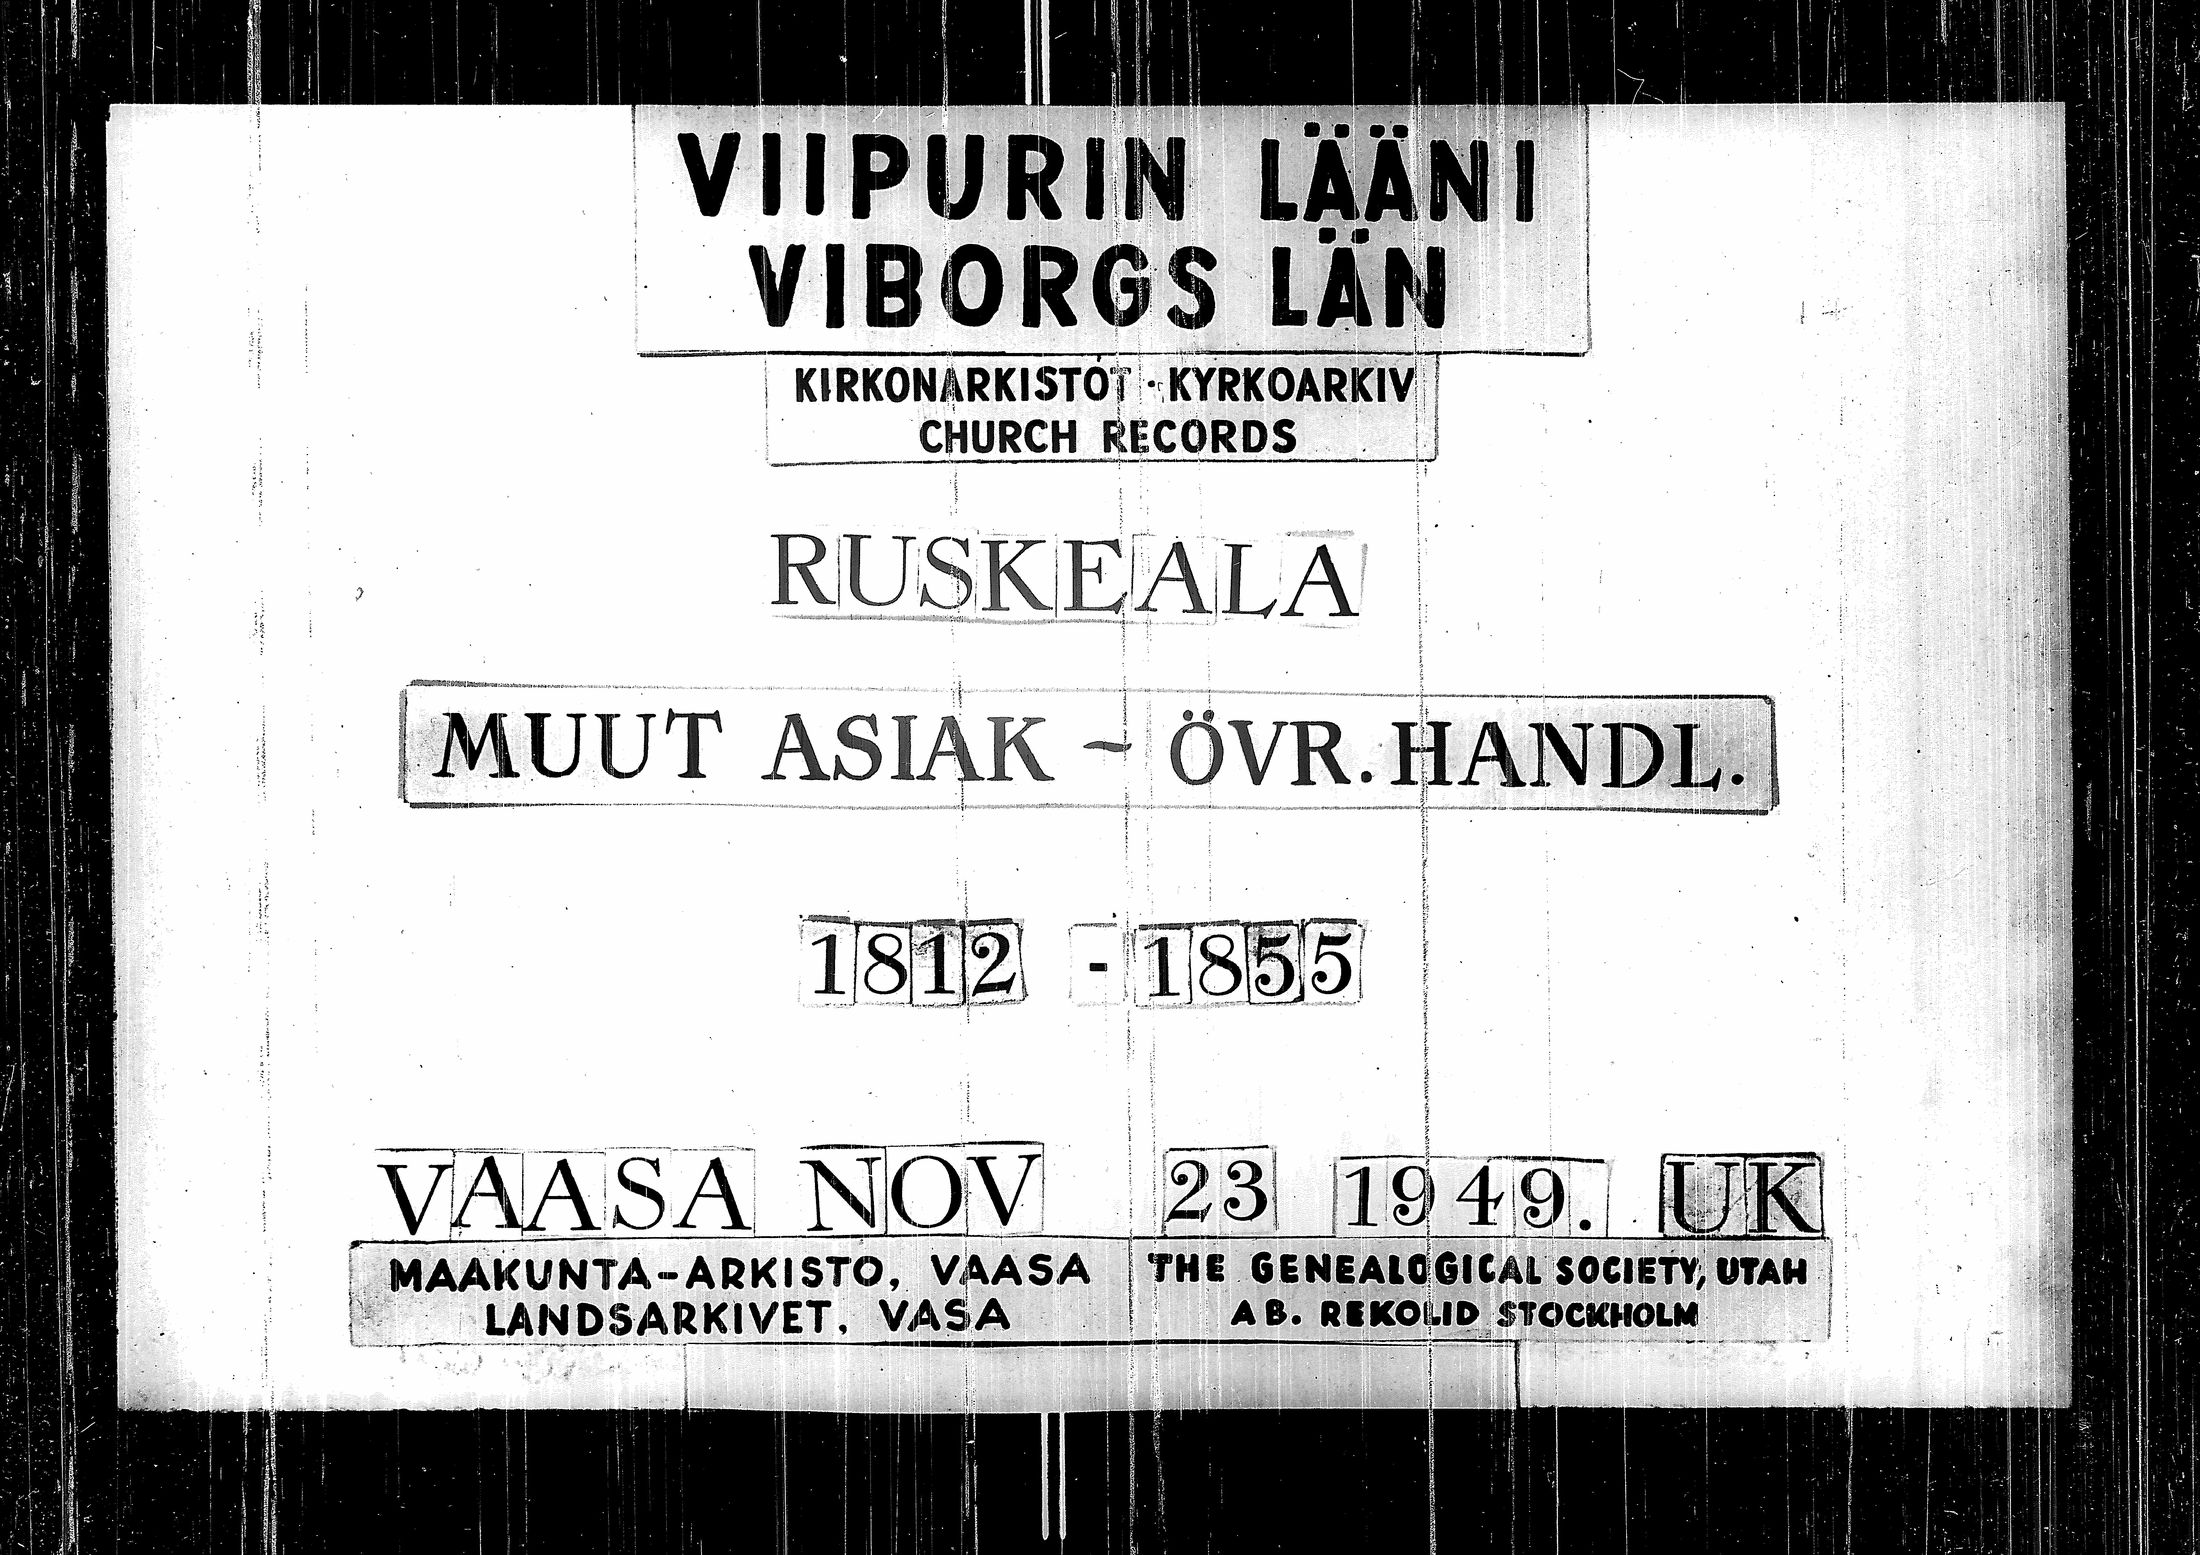 VIIPURIN LÄÄNI
VIBORGS LÄN
KIRKONARKISTOT · KYRKOARKIV
CHURCH RECORDS
RUSKEALA
MUUT ASIAK ~ ÖVR. HANDL.
1812 - 1855
VAASA NOV 23 1949. UK
MAAKUNTA-ARKISTO, VAASA
LANDSARKIVET, VASA
THE GENEALOGICAL SOCIETY, UTAH
AB. REKOLID STOCKHOLM